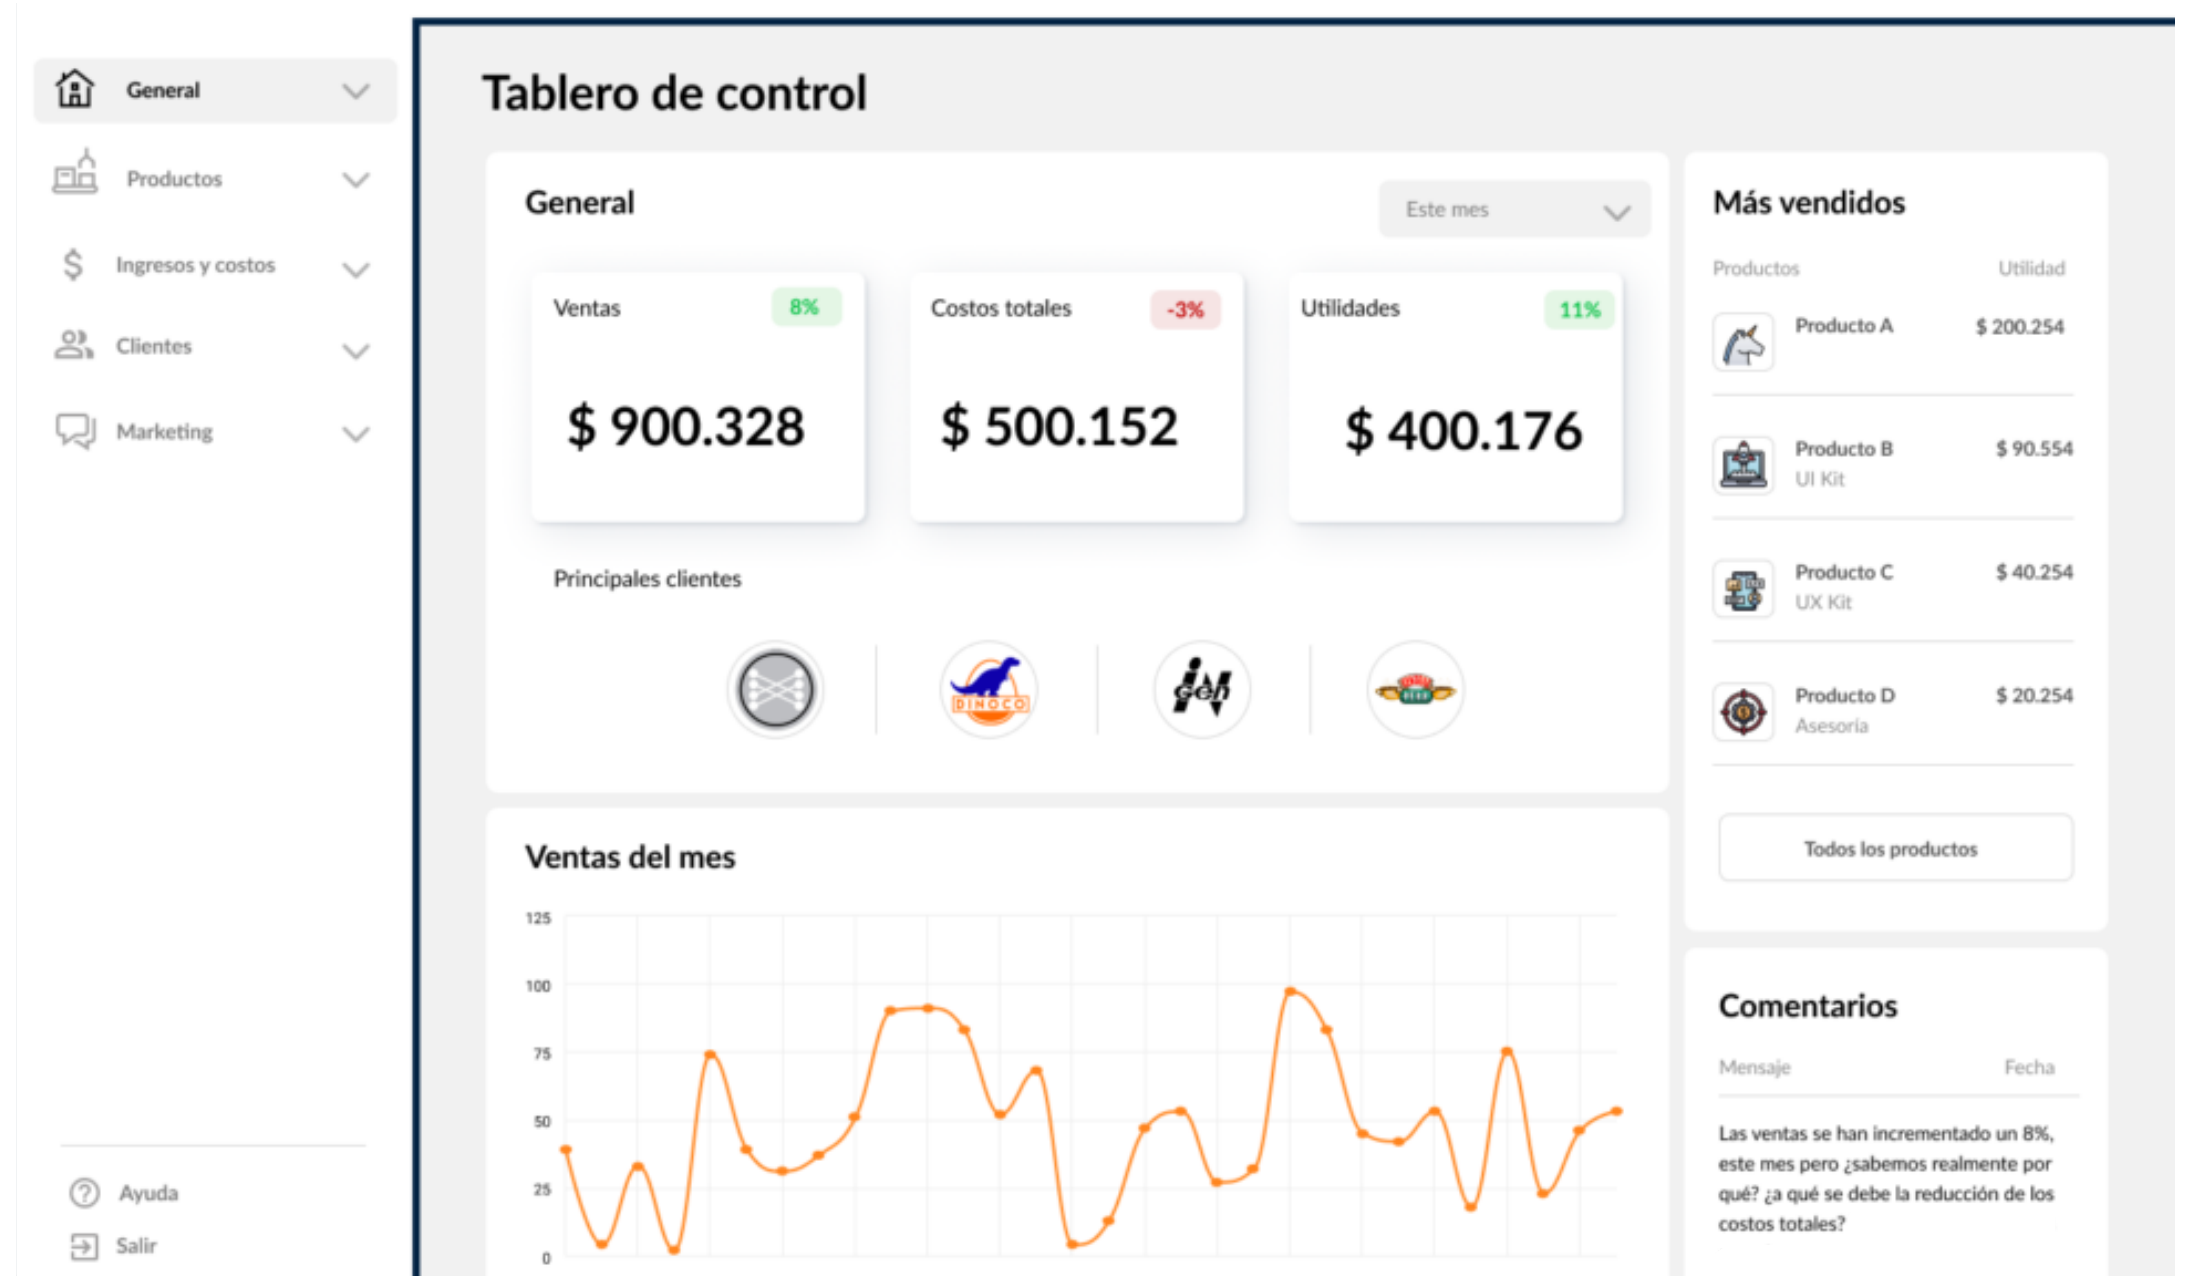 General
Productos
Ingresos y costos
Clientes
Marketing
Ayuda
Salir
Tablero de control
General
Este mes
Ventas
8%
$ 900.328
Costos totales
-3%
$ 500.152
Utilidades
11%
$ 400.176
Principales clientes
DINOCO
inGen
Ventas del mes
125
100
75
50
25
0
Más vendidos
Productos Utilidad
Producto A $ 200.254
Producto B $ 90.554
UI Kit
Producto C $ 40.254
UX Kit
Producto D $ 20.254
Asesoría
Todos los productos
Comentarios
Mensaje Fecha
Las ventas se han incrementado un 8%,
este mes pero ¿sabemos realmente por
qué? ¿a qué se debe la reducción de los
costos totales?